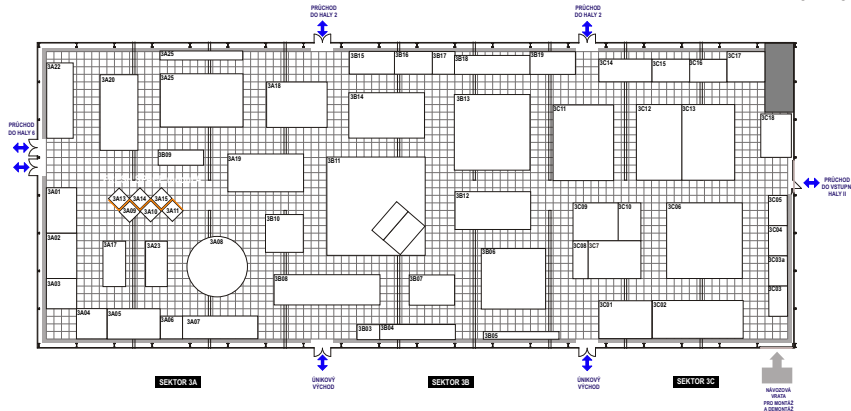 PRŮCHOD
DO HALY 2
PRŮCHOD
DO HALY 2
3A25
3B15
3B16
3B17
3B18
3B19
3C14
3C15
3C16
3C17
3A22
3A20
3A25
3A18
3B14
3B13
3C11
3C12
3C13
3C18
PRŮCHOD
DO HALY 6
3B09
3A19
3B11
3A01
3A13
3A14
3A15
3A09
3A10
3A11
3B12
3C09
3C10
3C06
3C05
PRŮCHOD
DO VSTUPN
HALY II
3B10
3A02
3A17
3A23
3A08
3B06
3C08
3C7
3C04
3C03a
3A03
3B08
3B07
3C03
3A04
3A05
3A06
3A07
3B03
3B04
3B05
3C01
3C02
ÚNIKOVÝ
VÝCHOD
ÚNIKOVÝ
VÝCHOD
SEKTOR 3A
SEKTOR 3B
SEKTOR 3C
NÁVOZOVÁ
VRATA
PRO MONTÁŽ
A DEMONTÁŽ